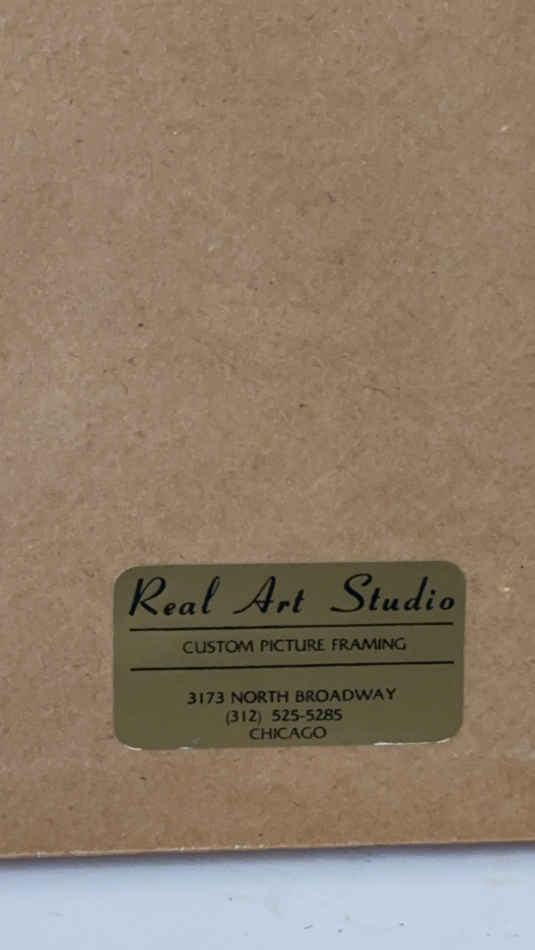 Real Art Studio
CUSTOM PICTURE FRAMING
3173 NORTH BROADWAY
(312) 525-5285
CHICAGO